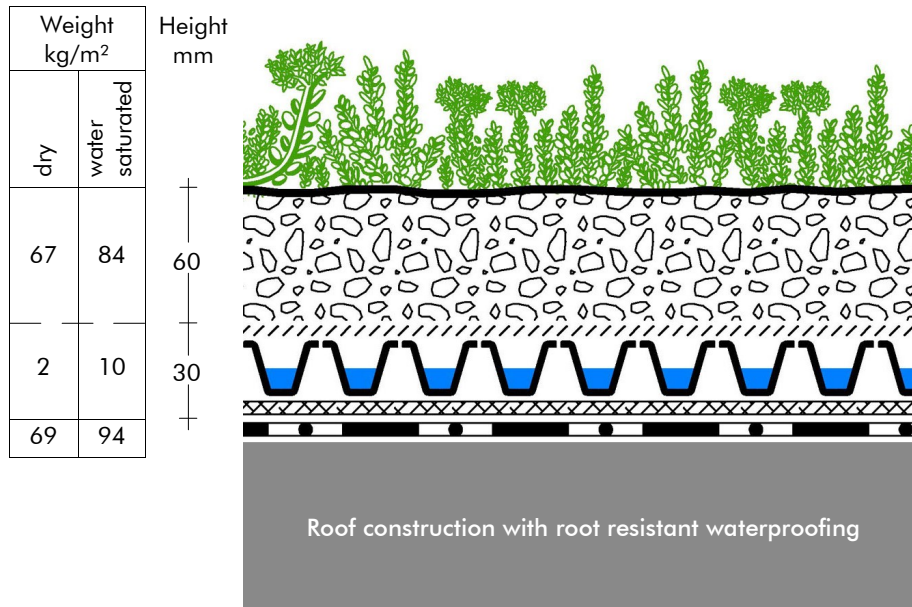 Weight
kg/m²
Height
mm
dry
water
saturated
67
84
60
2
10
30
69
94
Roof construction with root resistant waterproofing